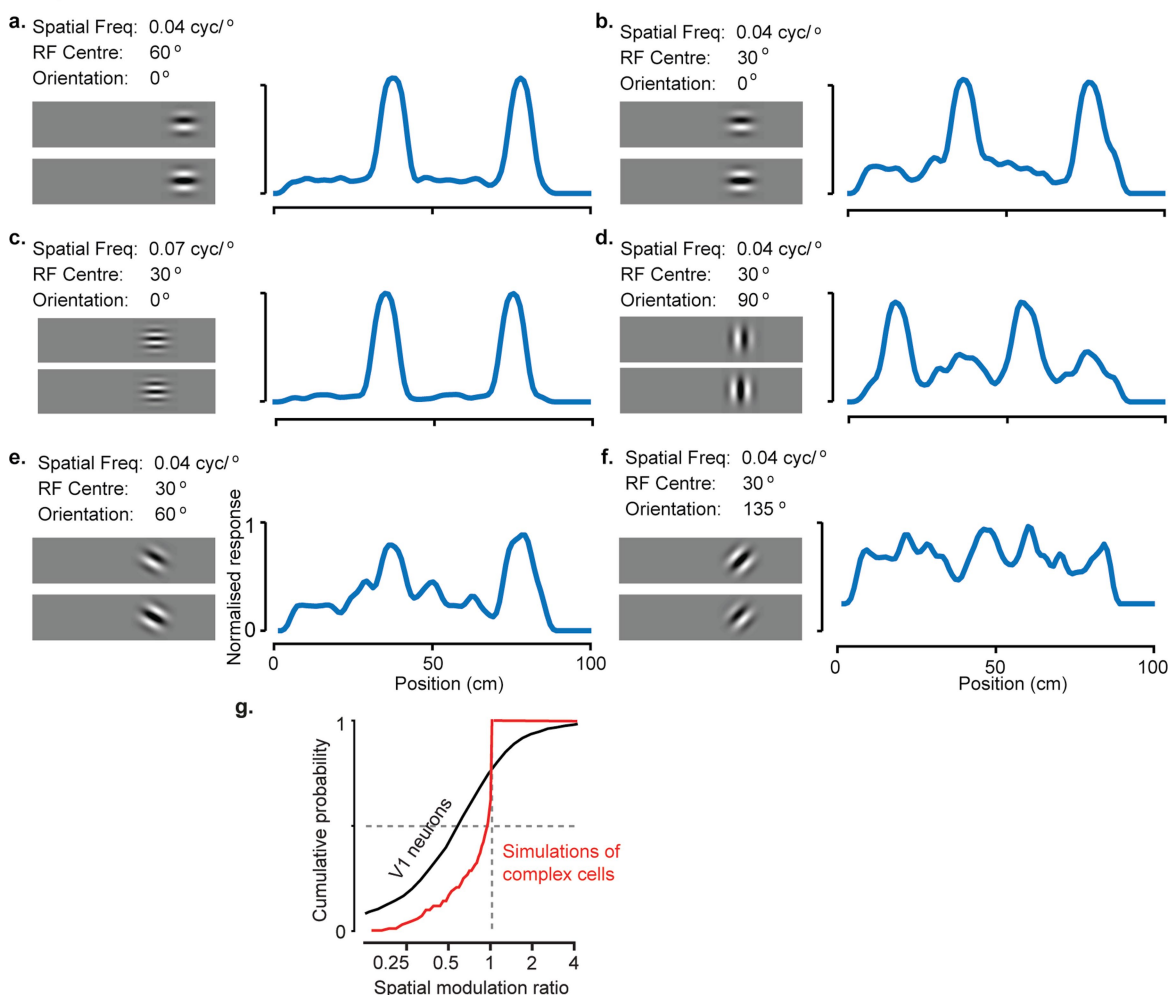 a.
Spatial Freq: 0.04 cyc/ o
RF Centre: 60 o
Orientation: 0 o
b.
Spatial Freq: 0.04 cyc/ o
RF Centre: 30 o
Orientation: 0 o
c.
Spatial Freq: 0.07 cyc/ o
RF Centre: 30 o
Orientation: 0 o
d.
Spatial Freq: 0.04 cyc/ o
RF Centre: 30 o
Orientation: 90 o
e.
Spatial Freq: 0.04 cyc/ o
RF Centre: 30 o
Orientation: 60 o
Normalised response
1
0
0 50 100
Position (cm)
f.
Spatial Freq: 0.04 cyc/ o
RF Centre: 30 o
Orientation: 135 o
0 50 100
Position (cm)
g.
Cumulative probability
1
0
V1 neurons
Simulations of
complex cells
0.25 0.5 1 2 4
Spatial modulation ratio